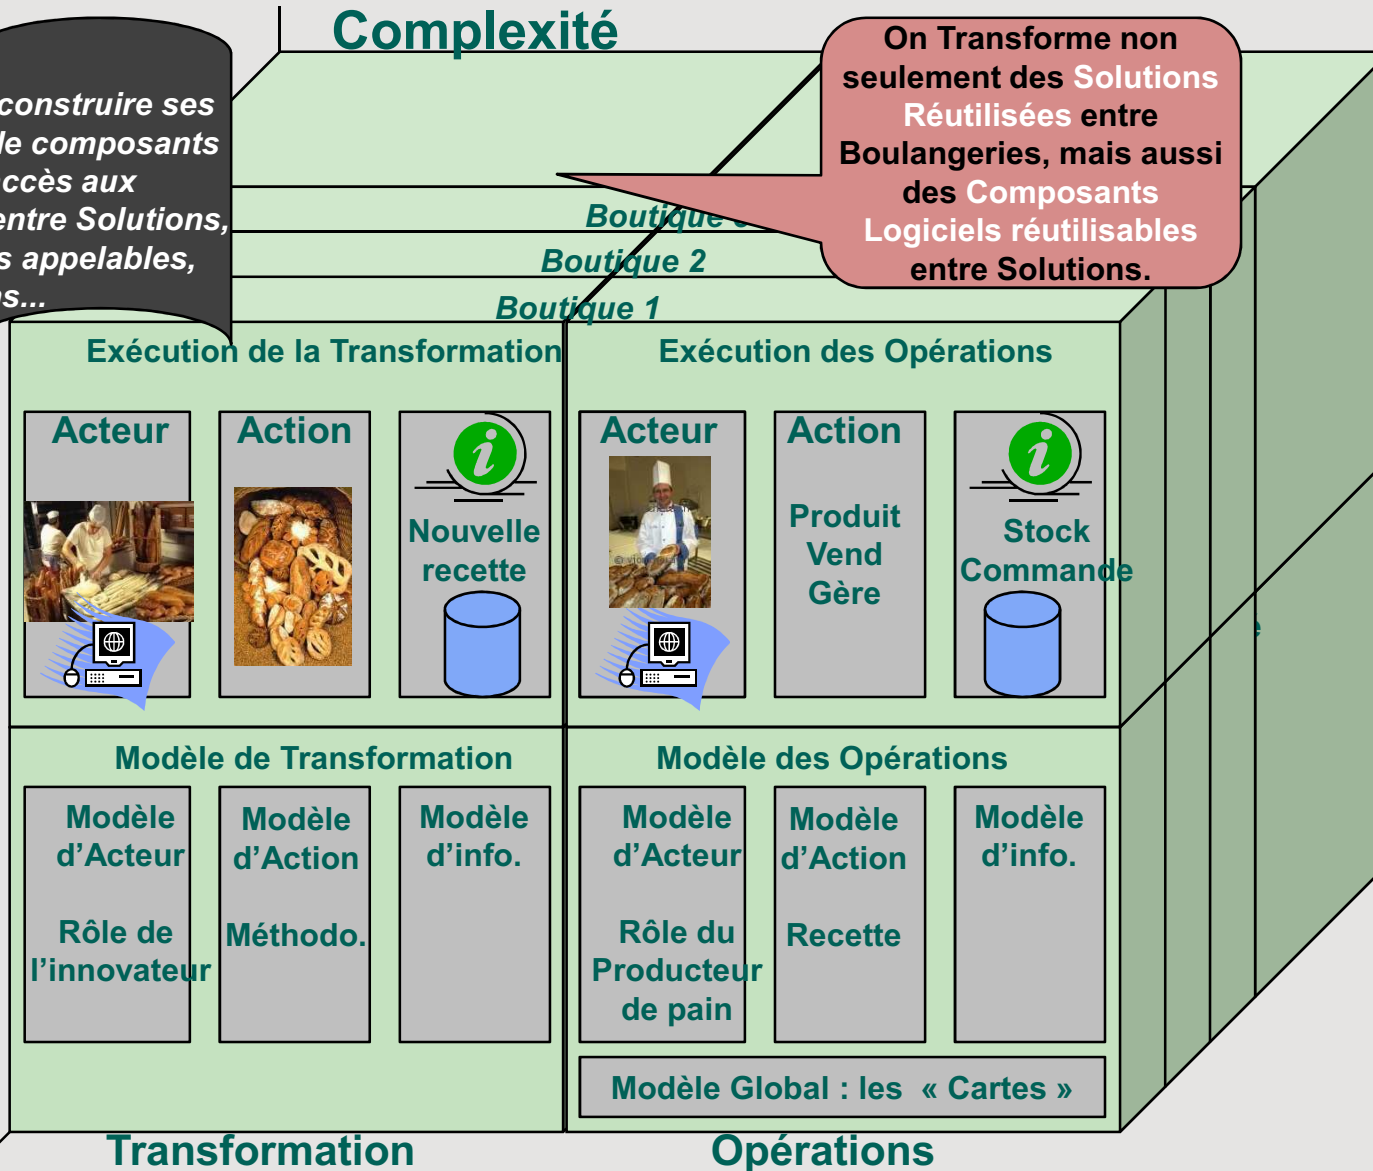 Complexité
construire ses
de composants
accès aux
entre Solutions,
s appelables,
ns...
On Transforme non
seulement des Solutions
Réutilisées entre
Boulangeries, mais aussi
des Composants
Logiciels réutilisables
entre Solutions.
Boutique
Boutique 2
Boutique 1
Exécution de la Transformation
Exécution des Opérations
Acteur
Action
i
Nouvelle
recette
Acteur
Action
Produit
Vend
Gère
i
Stock
Commande
Modèle de Transformation
Modèle des Opérations
Modèle
d’Acteur
Rôle de
l’innovateur
Modèle
d’Action
Méthodo.
Modèle
d’info.
Modèle
d’Acteur
Rôle du
Producteur
de pain
Modèle
d’Action
Recette
Modèle
d’info.
Modèle Global : les « Cartes »
Transformation
Opérations